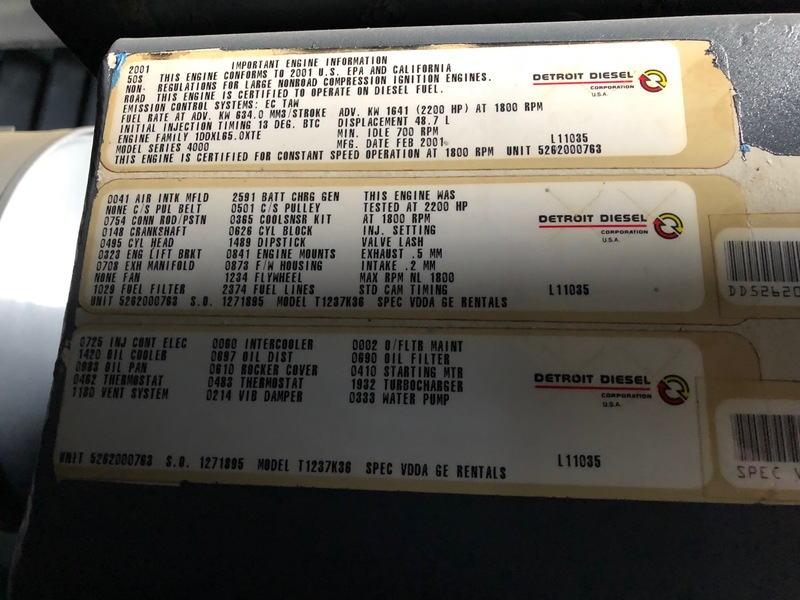 2001 IMPORTANT ENGINE INFORMATION
50S THIS ENGINE CONFORMS TO 2001 U.S. EPA AND CALIFORNIA
NON- REGULATIONS FOR LARGE NONROAD COMPRESSION IGNITION ENGINES.
ROAD THIS ENGINE IS CERTIFIED TO OPERATE ON DIESEL FUEL.
EMISSION CONTROL SYSTEMS: EC TAW
FUEL RATE AT ADV. KW 634.0 MM3/STROKE ADV. KW 1641 (2200 HP) AT 1800 RPM
INITIAL INJECTION TIMING 13 DEG. BTC DISPLACEMENT 48.7 L
ENGINE FAMILY 1DDXL65.0XTE MIN. IDLE 700 RPM
MODEL SERIES 4000 MFG. DATE FEB 2001 L11035
THIS ENGINE IS CERTIFIED FOR CONSTANT SPEED OPERATION AT 1800 RPM UNIT 5262000763
DETROIT DIESEL
CORPORATION
U.S.A.
0041 AIR INTK MFLD 2591 BATT CHRG GEN THIS ENGINE WAS
NONE C/S PUL BELT 0501 C/S PULLEY TESTED AT 2200 HP
0754 CONN ROD/PSTN 0365 COOLSNSR KIT AT 1800 RPM
0148 CRANKSHAFT 0626 CYL BLOCK INJ. SETTING
0495 CYL HEAD 1489 DIPSTICK VALVE LASH
0323 ENG LIFT BRKT 0841 ENGINE MOUNTS EXHAUST .5 MM
0708 EXH MANIFOLD 0873 F/W HOUSING INTAKE .2 MM
NONE FAN 1234 FLYWHEEL MAX RPM NL 1800
1029 FUEL FILTER 2374 FUEL LINES STD CAM TIMING L11035
UNIT 5262000763 S.O. 1271895 MODEL T1237K36 SPEC VDDA GE RENTALS
DETROIT DIESEL
CORPORATION
U.S.A.
DD52620
0725 INJ CONT ELEC 0060 INTERCOOLER 0002 O/FLTR MAINT
1420 OIL COOLER 0697 OIL DIST 0690 OIL FILTER
0983 OIL PAN 0610 ROCKER COVER 0410 STARTING MTR
0462 THERMOSTAT 0483 THERMOSTAT 1932 TURBOCHARGER
1180 VENT SYSTEM 0214 VIB DAMPER 0333 WATER PUMP
DETROIT DIESEL
CORPORATION
U.S.A.
UNIT 5262000763 S.O. 1271895 MODEL T1237K36 SPEC VDDA GE RENTALS L11035
SPEC V